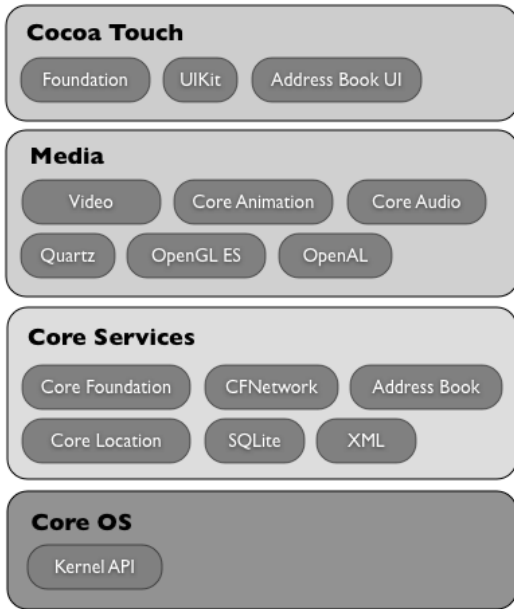 Cocoa Touch
Foundation UIKit Address Book UI
Media
Video Core Animation Core Audio
Quartz OpenGL ES OpenAL
Core Services
Core Foundation CFNetwork Address Book
Core Location SQLite XML
Core OS
Kernel API